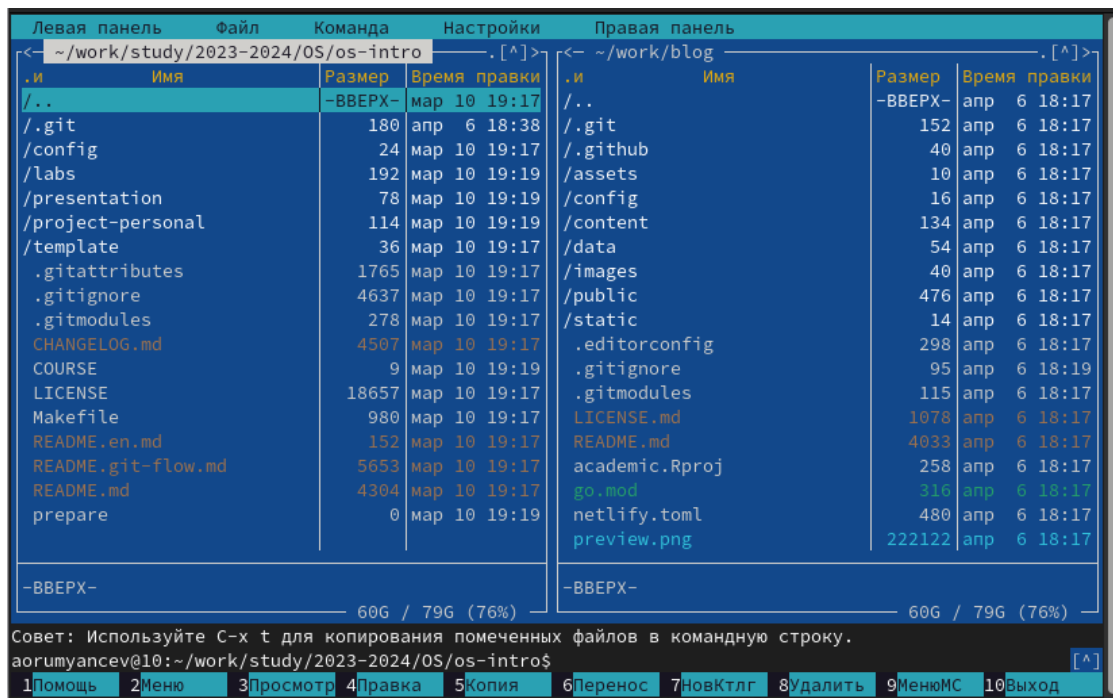 Левая панель Файл Команда Настройки Правая панель
<- ~/work/study/2023-2024/OS/os-intro .[^]>
.и Имя Размер Время правки
/.. -ВВЕРХ- мар 10 19:17
/.git 180 апр 6 18:38
/config 24 мар 10 19:17
/labs 192 мар 10 19:19
/presentation 78 мар 10 19:19
/project-personal 114 мар 10 19:19
/template 36 мар 10 19:17
.gitattributes 1765 мар 10 19:17
.gitignore 4637 мар 10 19:17
.gitmodules 278 мар 10 19:17
CHANGELOG.md 4507 мар 10 19:17
COURSE 9 мар 10 19:19
LICENSE 18657 мар 10 19:17
Makefile 980 мар 10 19:17
README.en.md 152 мар 10 19:17
README.git-flow.md 5653 мар 10 19:17
README.md 4304 мар 10 19:17
prepare 0 мар 10 19:19
-ВВЕРХ-
60G / 79G (76%)
<- ~/work/blog .[^]>
.и Имя Размер Время правки
/.. -ВВЕРХ- апр 6 18:17
/.git 152 апр 6 18:17
/.github 40 апр 6 18:17
/assets 10 апр 6 18:17
/config 16 апр 6 18:17
/content 134 апр 6 18:17
/data 54 апр 6 18:17
/images 40 апр 6 18:17
/public 476 апр 6 18:17
/static 14 апр 6 18:17
.editorconfig 298 апр 6 18:17
.gitignore 95 апр 6 18:19
.gitmodules 115 апр 6 18:17
LICENSE.md 1078 апр 6 18:17
README.md 4033 апр 6 18:17
academic.Rproj 258 апр 6 18:17
go.mod 316 апр 6 18:17
netlify.toml 480 апр 6 18:17
preview.png 222122 апр 6 18:17
-ВВЕРХ-
60G / 79G (76%)
Совет: Используйте C-x t для копирования помеченных файлов в командную строку.
aorumyancev@10:~/work/study/2023-2024/OS/os-intro$ [^]
1Помощь 2Меню 3Просмотр 4Правка 5Копия 6Перенос 7НовКтлг 8Удалить 9МенюMC 10Выход